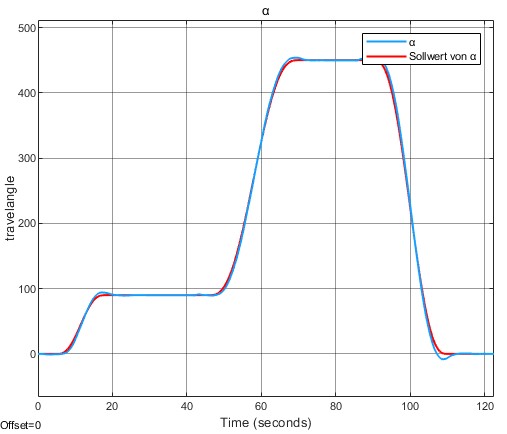 α
500
400
300
200
100
0
travelangle
α
Sollwert von α
0
20
40
60
80
100
120
Time (seconds)
Offset=0